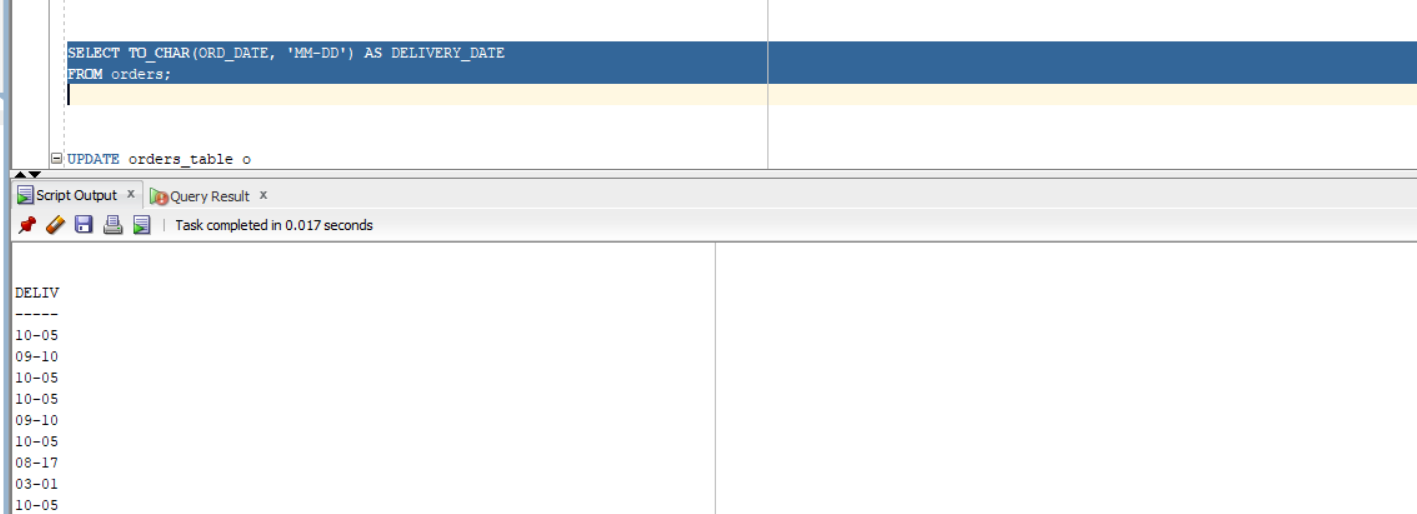 SELECT TO_CHAR(ORD_DATE, 'MM-DD') AS DELIVERY_DATE
FROM orders;
UPDATE orders_table o
Script Output x Query Result x
Task completed in 0.017 seconds
DELIV
-----
10-05
09-10
10-05
10-05
09-10
10-05
08-17
03-01
10-05